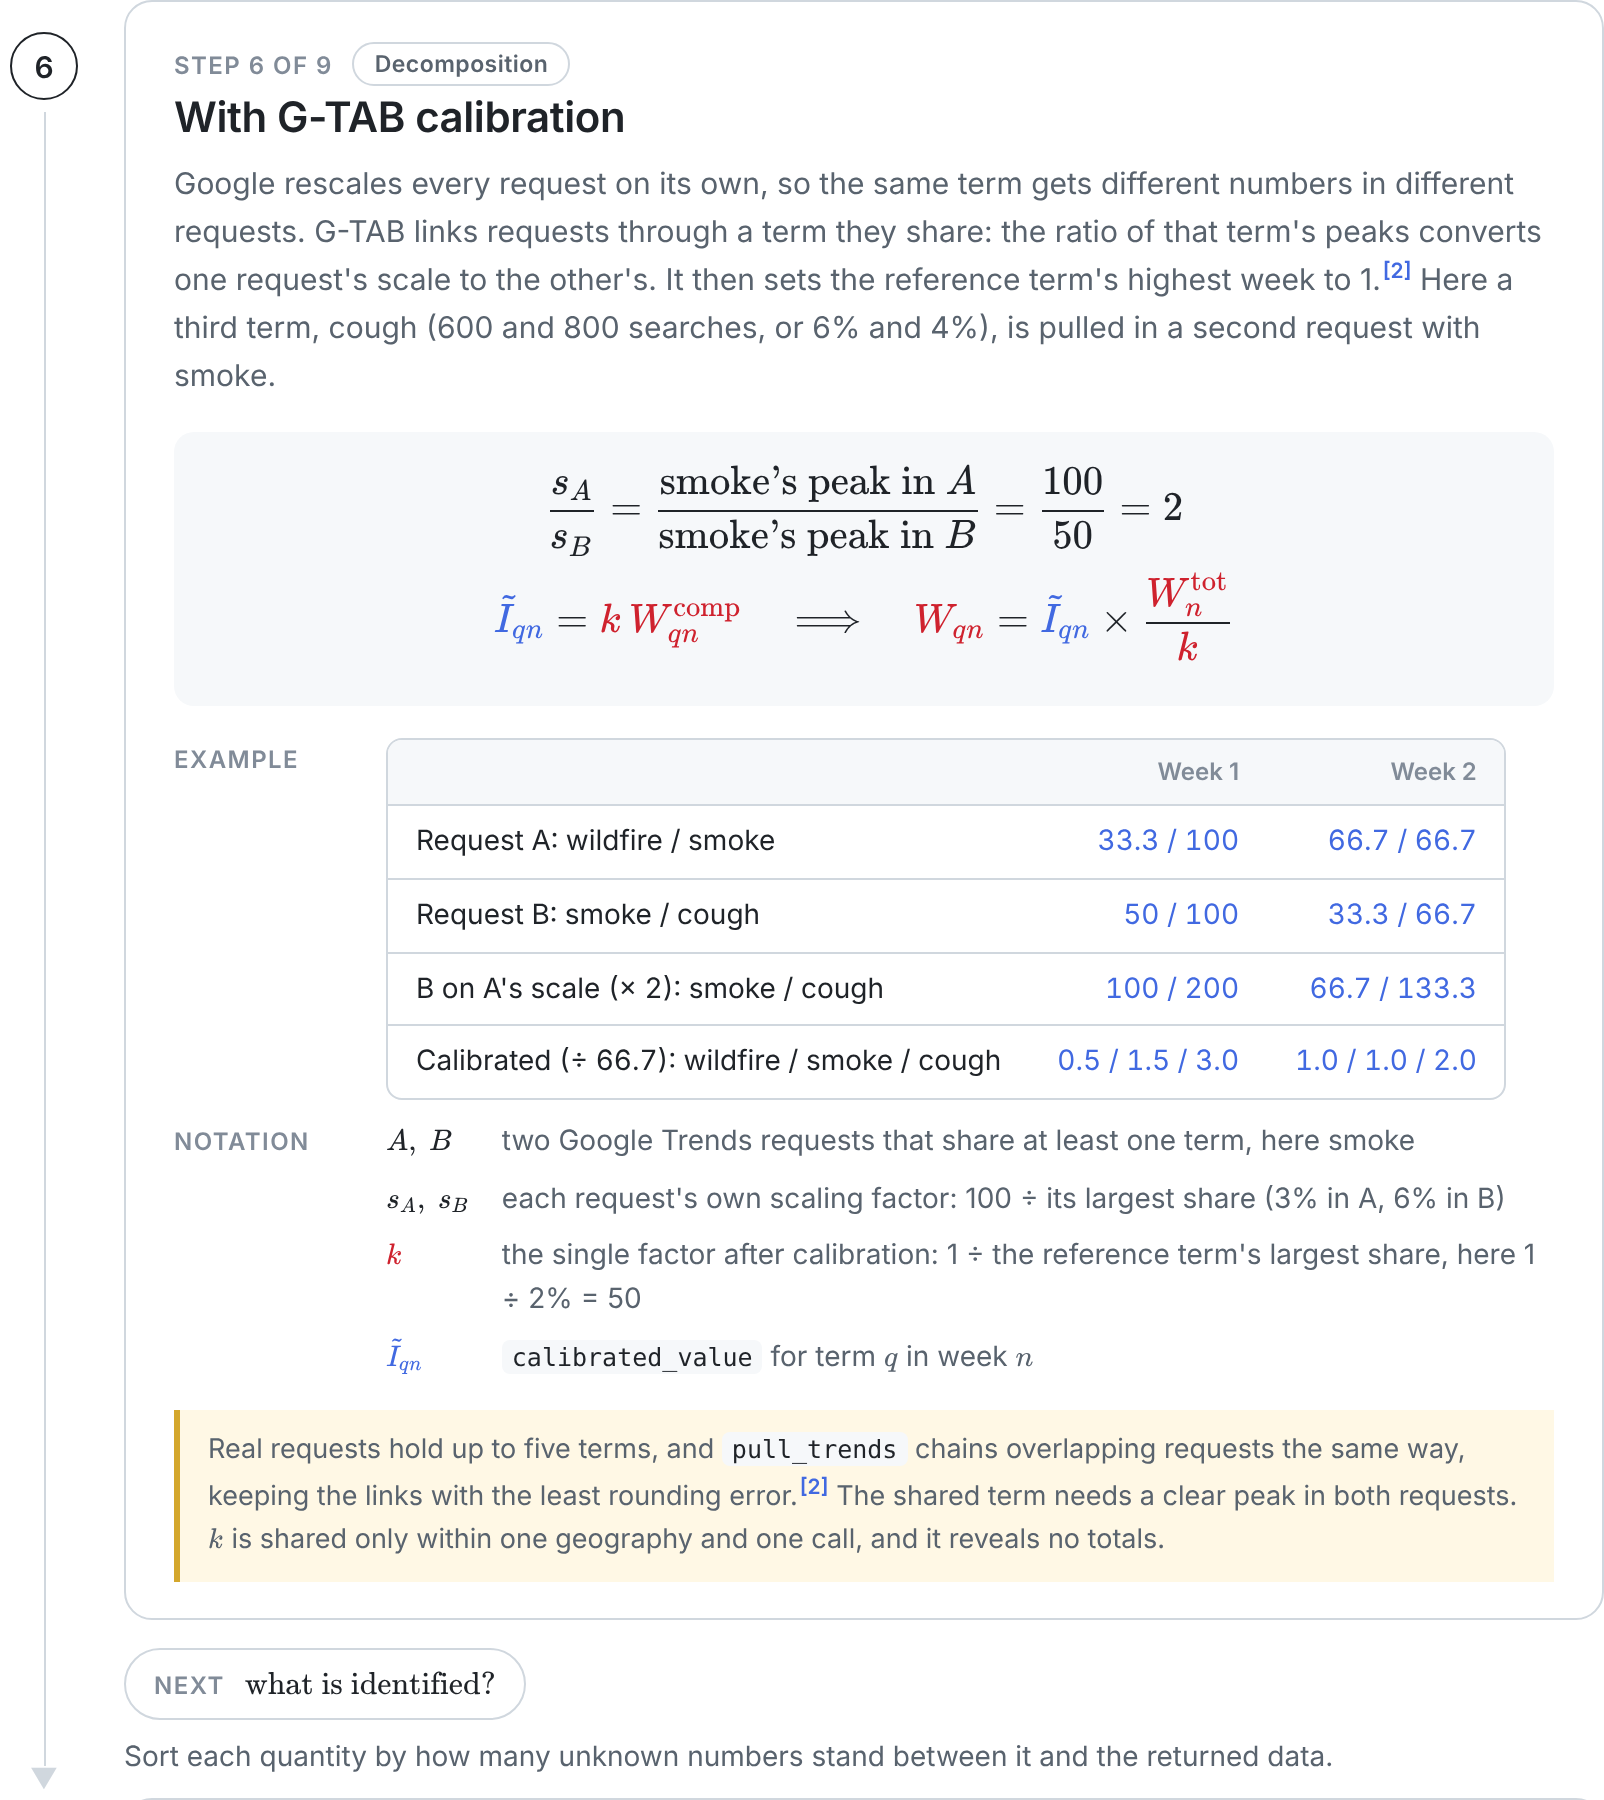 6
STEP 6 OF 9 Decomposition
With G-TAB calibration
Google rescales every request on its own, so the same term gets different numbers in different
requests. G-TAB links requests through a term they share: the ratio of that term's peaks converts
one request's scale to the other's. It then sets the reference term's highest week to 1.[2] Here a
third term, cough (600 and 800 searches, or 6% and 4%), is pulled in a second request with
smoke.
s_A / s_B = smoke’s peak in A / smoke’s peak in B = 100 / 50 = 2
Ĩ_qn = k W_qn^comp ⟹ W_qn = Ĩ_qn × W_n^tot / k
EXAMPLE
Week 1 Week 2
Request A: wildfire / smoke 33.3 / 100 66.7 / 66.7
Request B: smoke / cough 50 / 100 33.3 / 66.7
B on A's scale (× 2): smoke / cough 100 / 200 66.7 / 133.3
Calibrated (÷ 66.7): wildfire / smoke / cough 0.5 / 1.5 / 3.0 1.0 / 1.0 / 2.0
NOTATION
A, B two Google Trends requests that share at least one term, here smoke
s_A, s_B each request's own scaling factor: 100 ÷ its largest share (3% in A, 6% in B)
k the single factor after calibration: 1 ÷ the reference term's largest share, here 1
÷ 2% = 50
Ĩ_qn calibrated_value for term q in week n
Real requests hold up to five terms, and pull_trends chains overlapping requests the same way,
keeping the links with the least rounding error.[2] The shared term needs a clear peak in both requests.
k is shared only within one geography and one call, and it reveals no totals.
NEXT what is identified?
Sort each quantity by how many unknown numbers stand between it and the returned data.